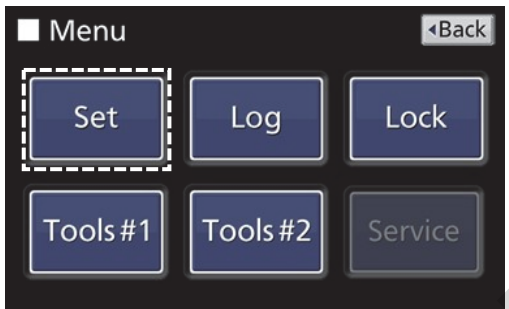 Menu
Back
Set
Log
Lock
Tools #1
Tools #2
Service